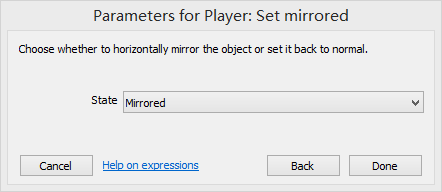 Parameters for Player: Set mirrored
Choose whether to horizontally mirror the object or set it back to normal.
State Mirrored
Cancel Help on expressions Back Done